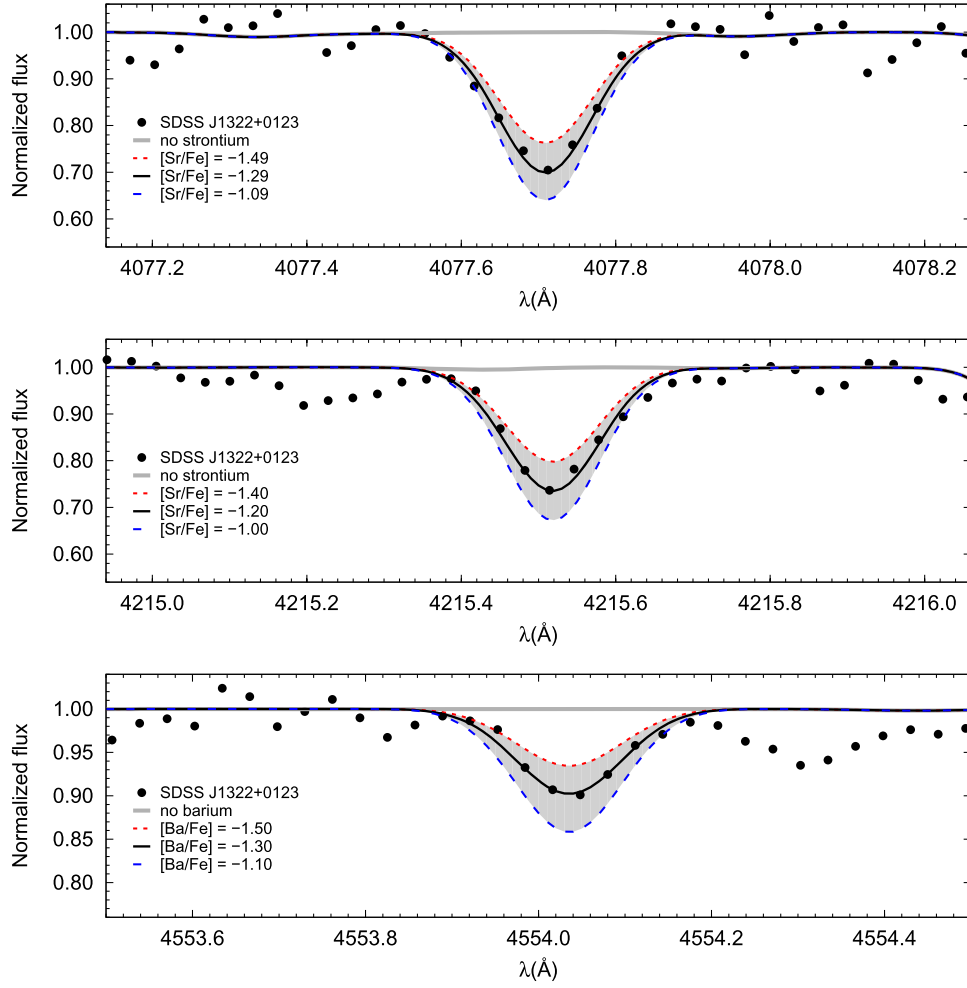 Normalized flux
1.00
0.90
0.80
0.70
0.60
SDSS J1322+0123
no strontium
[Sr/Fe] = −1.49
[Sr/Fe] = −1.29
[Sr/Fe] = −1.09
4077.2 4077.4 4077.6 4077.8 4078.0 4078.2
λ(Å)
Normalized flux
1.00
0.90
0.80
0.70
0.60
SDSS J1322+0123
no strontium
[Sr/Fe] = −1.40
[Sr/Fe] = −1.20
[Sr/Fe] = −1.00
4215.0 4215.2 4215.4 4215.6 4215.8 4216.0
λ(Å)
Normalized flux
1.00
0.95
0.90
0.85
0.80
SDSS J1322+0123
no barium
[Ba/Fe] = −1.50
[Ba/Fe] = −1.30
[Ba/Fe] = −1.10
4553.6 4553.8 4554.0 4554.2 4554.4
λ(Å)